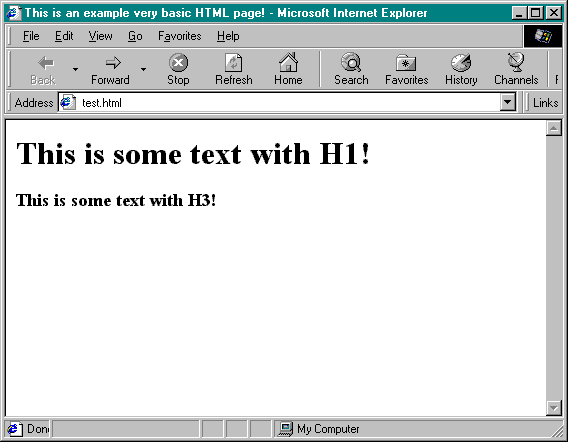 This is an example very basic HTML page! - Microsoft Internet Explorer
File Edit View Go Favorites Help
Back Forward Stop Refresh Home Search Favorites History Channels F
Address test.html Links
This is some text with H1!
This is some text with H3!
Done My Computer